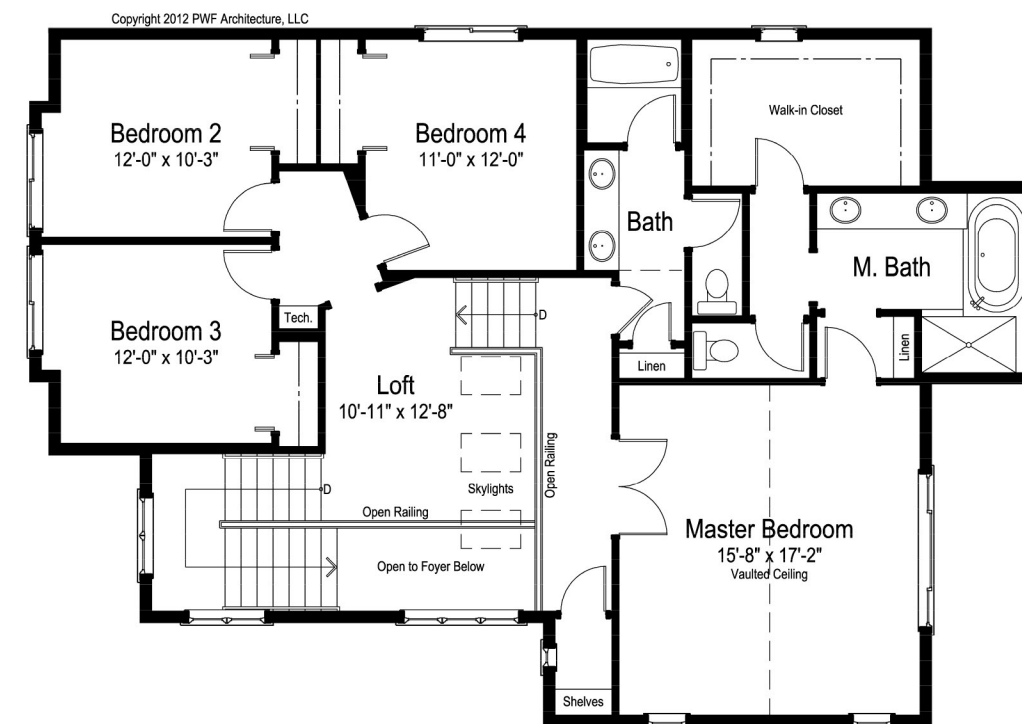 Copyright 2012 PWF Architecture, LLC
Bedroom 2
12'-0" x 10'-3"
Bedroom 4
11'-0" x 12'-0"
Walk-in Closet
Bath
M. Bath
Bedroom 3
12'-0" x 10'-3"
Tech.
D
Linen
Linen
Loft
10'-11" x 12'-8"
Open Railing
Skylights
D
Open Railing
Open to Foyer Below
Master Bedroom
15'-8" x 17'-2"
Vaulted Ceiling
Shelves